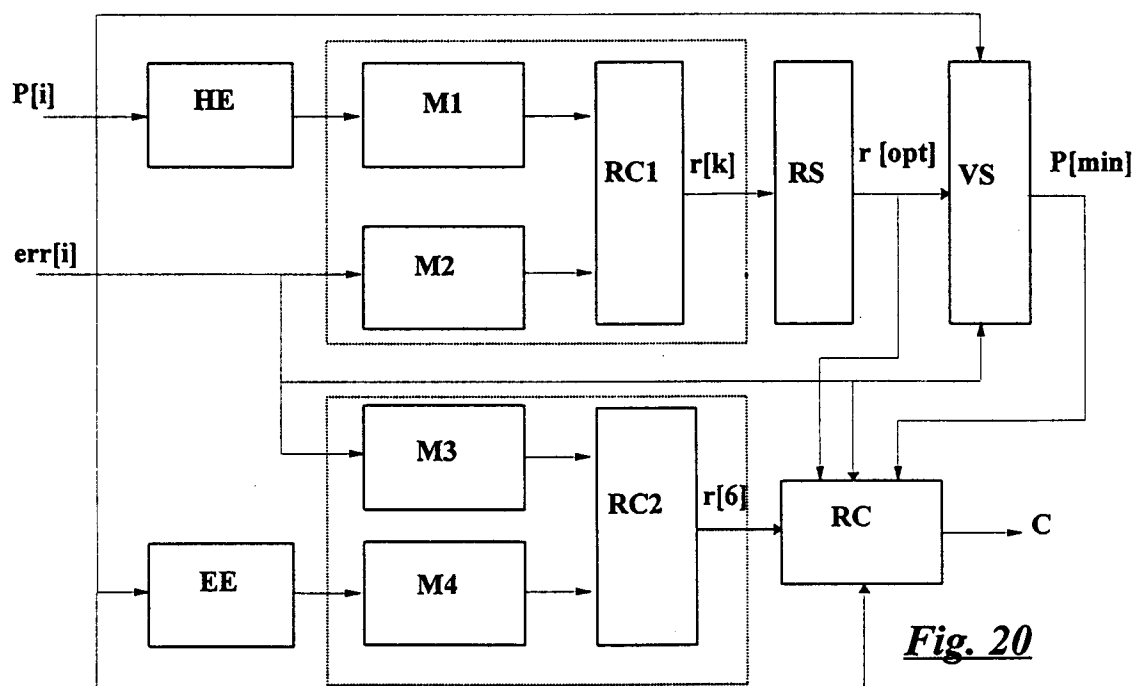 P[i]
HE
M1
RC1
r[k]
RS
r [opt]
VS
P[min]
err[i]
M2
M3
RC2
r[6]
RC
C
EE
M4
Fig. 20